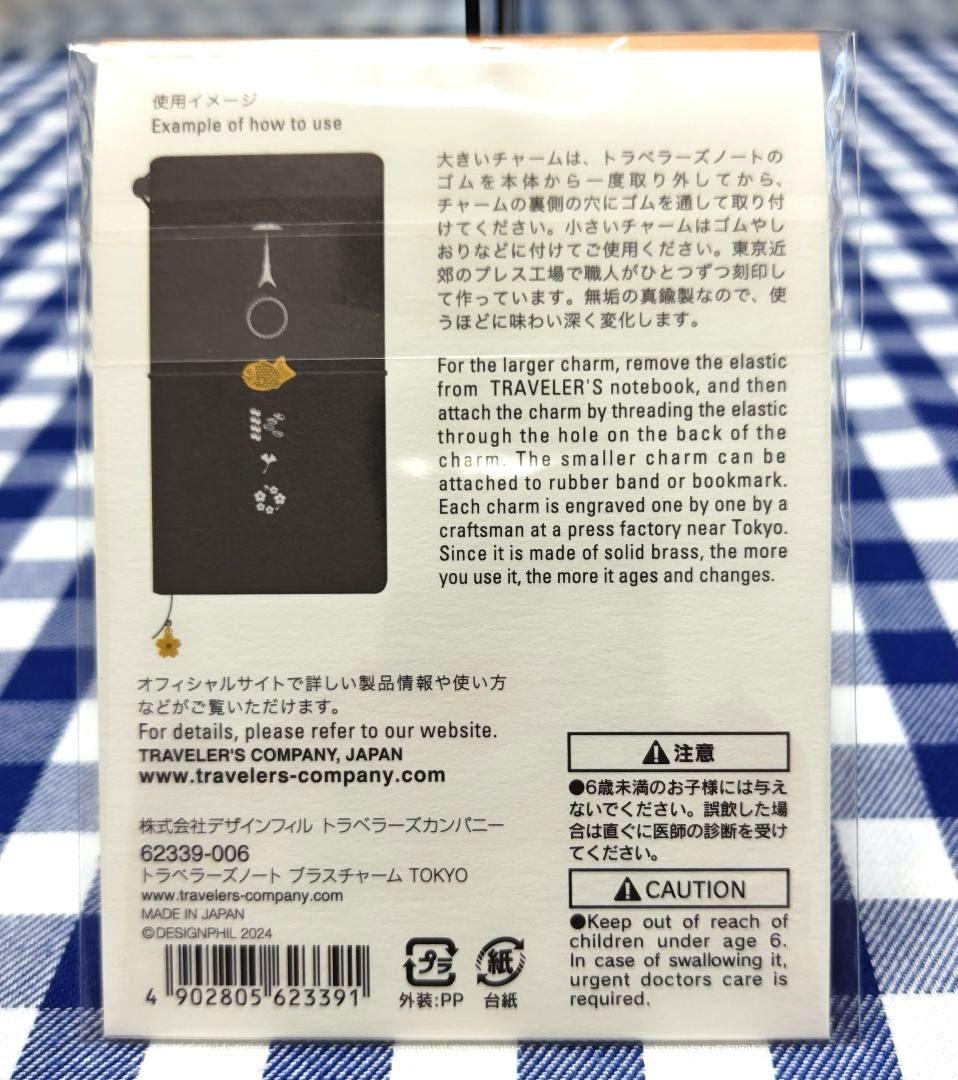 使用イメージ
Example of how to use
大きいチャームは、トラベラーズノートの
ゴムを本体から一度取り外してから、
チャームの裏側の穴にゴムを通して取り付
けてください。小さいチャームはゴムやし
おりなどに付けてご使用ください。東京近
郊のプレス工場で職人がひとつずつ刻印し
て作っています。無垢の真鍮製なので、使
うほどに味わい深く変化します。
For the larger charm, remove the elastic
from TRAVELER'S notebook, and then
attach the charm by threading the elastic
through the hole on the back of the
charm. The smaller charm can be
attached to rubber band or bookmark.
Each charm is engraved one by one by a
craftsman at a press factory near Tokyo.
Since it is made of solid brass, the more
you use it, the more it ages and changes.
オフィシャルサイトで詳しい製品情報や使い方
などがご覧いただけます。
For details, please refer to our website.
TRAVELER'S COMPANY, JAPAN
www.travelers-company.com
株式会社デザインフィル トラベラーズカンパニー
62339-006
トラベラーズノート ブラスチャーム TOKYO
www.travelers-company.com
MADE IN JAPAN
©DESIGNPHIL 2024
4 902805 623391
プラ
外装:PP
紙
台紙
注意
●6歳未満のお子様には与え
ないでください。誤飲した場
合は直ぐに医師の診断を受け
てください。
CAUTION
●Keep out of reach of
children under age 6.
In case of swallowing it,
urgent doctors care is
required.